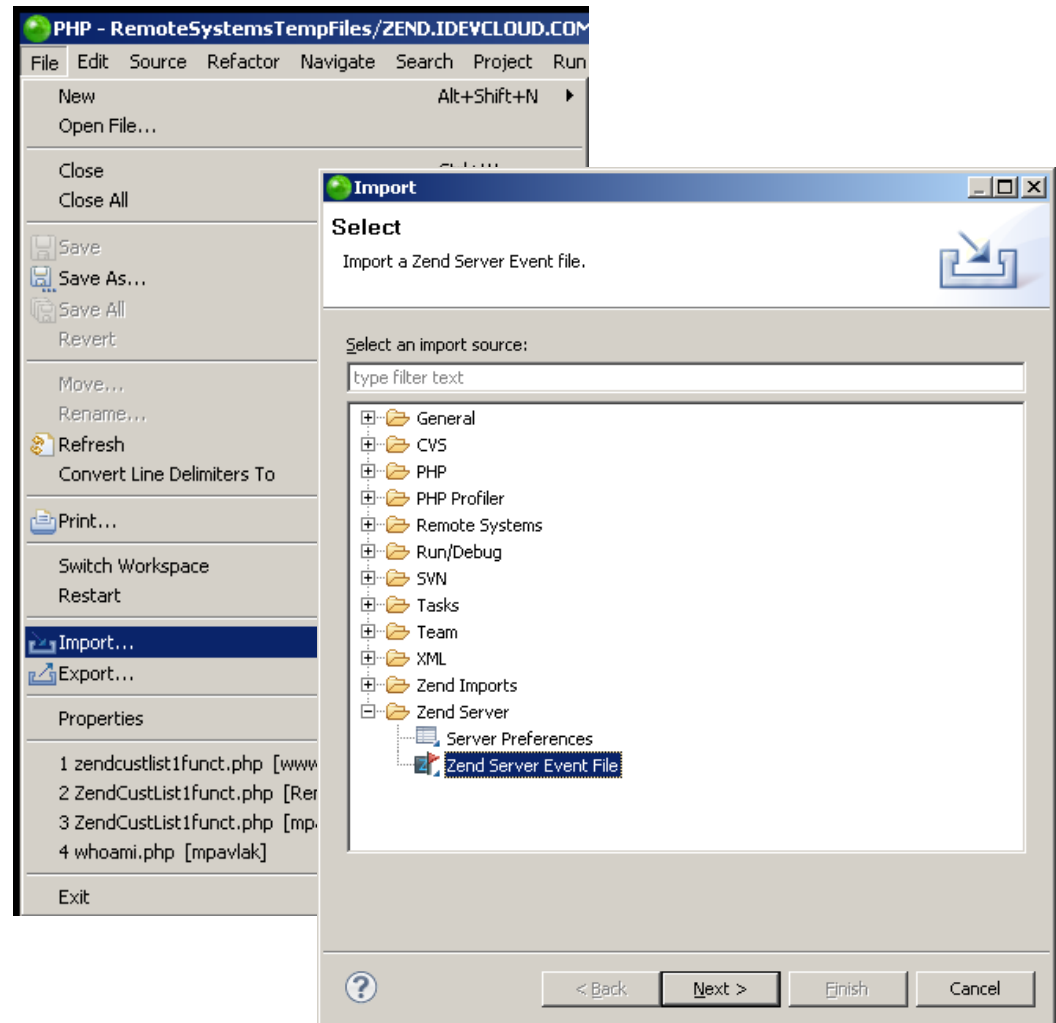 PHP - RemoteSystemsTempFiles/ZEND.IDEVCLOUD.COM
File Edit Source Refactor Navigate Search Project Run
New Alt+Shift+N
Open File...
Close
Close All
Save
Save As...
Save All
Revert
Move...
Rename...
Refresh
Convert Line Delimiters To
Print...
Switch Workspace
Restart
Import...
Export...
Properties
1 zendcustlist1funct.php [www
2 ZendCustList1funct.php [Rem
3 ZendCustList1funct.php [mpa
4 whoami.php [mpavlak]
Exit
Import
Select
Import a Zend Server Event file.
Select an import source:
type filter text
General
CVS
PHP
PHP Profiler
Remote Systems
Run/Debug
SVN
Tasks
Team
XML
Zend Imports
Zend Server
Server Preferences
Zend Server Event File
?
< Back Next > Finish Cancel